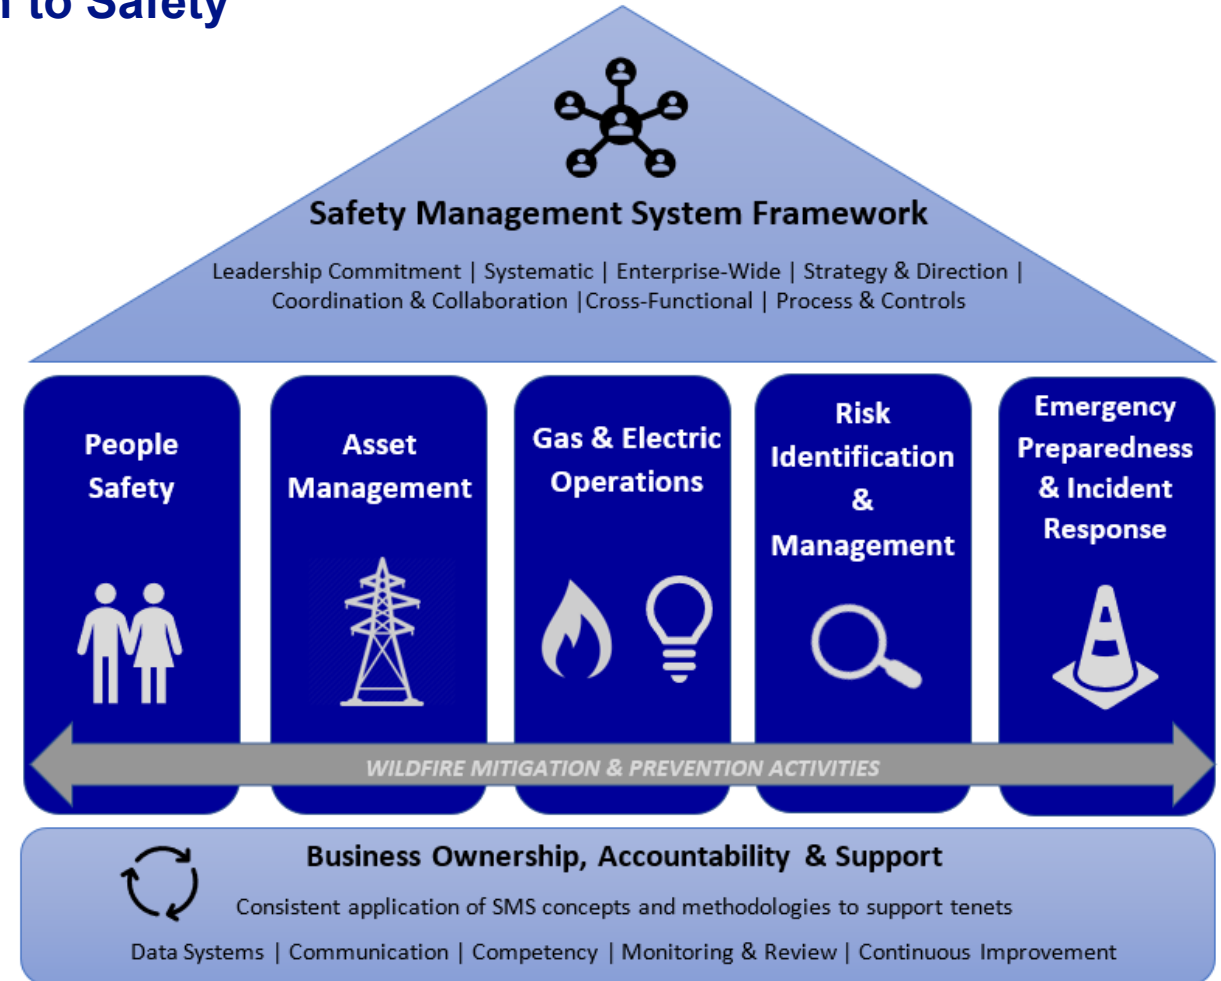 to Safety
Safety Management System Framework
Leadership Commitment | Systematic | Enterprise-Wide | Strategy & Direction |
Coordination & Collaboration |Cross-Functional | Process & Controls
People
Safety
Asset
Management
Gas & Electric
Operations
Risk
Identification
&
Management
Emergency
Preparedness
& Incident
Response
WILDFIRE MITIGATION & PREVENTION ACTIVITIES
Business Ownership, Accountability & Support
Consistent application of SMS concepts and methodologies to support tenets
Data Systems | Communication | Competency | Monitoring & Review | Continuous Improvement